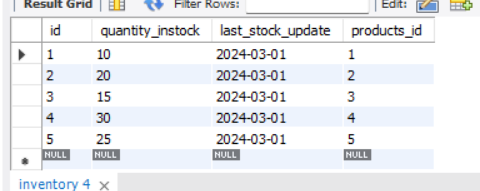 Result Grid Filter Rows: Edit:
id quantity_instock last_stock_update products_id
1 10 2024-03-01 1
2 20 2024-03-01 2
3 15 2024-03-01 3
4 30 2024-03-01 4
5 25 2024-03-01 5
NULL NULL NULL NULL
inventory 4